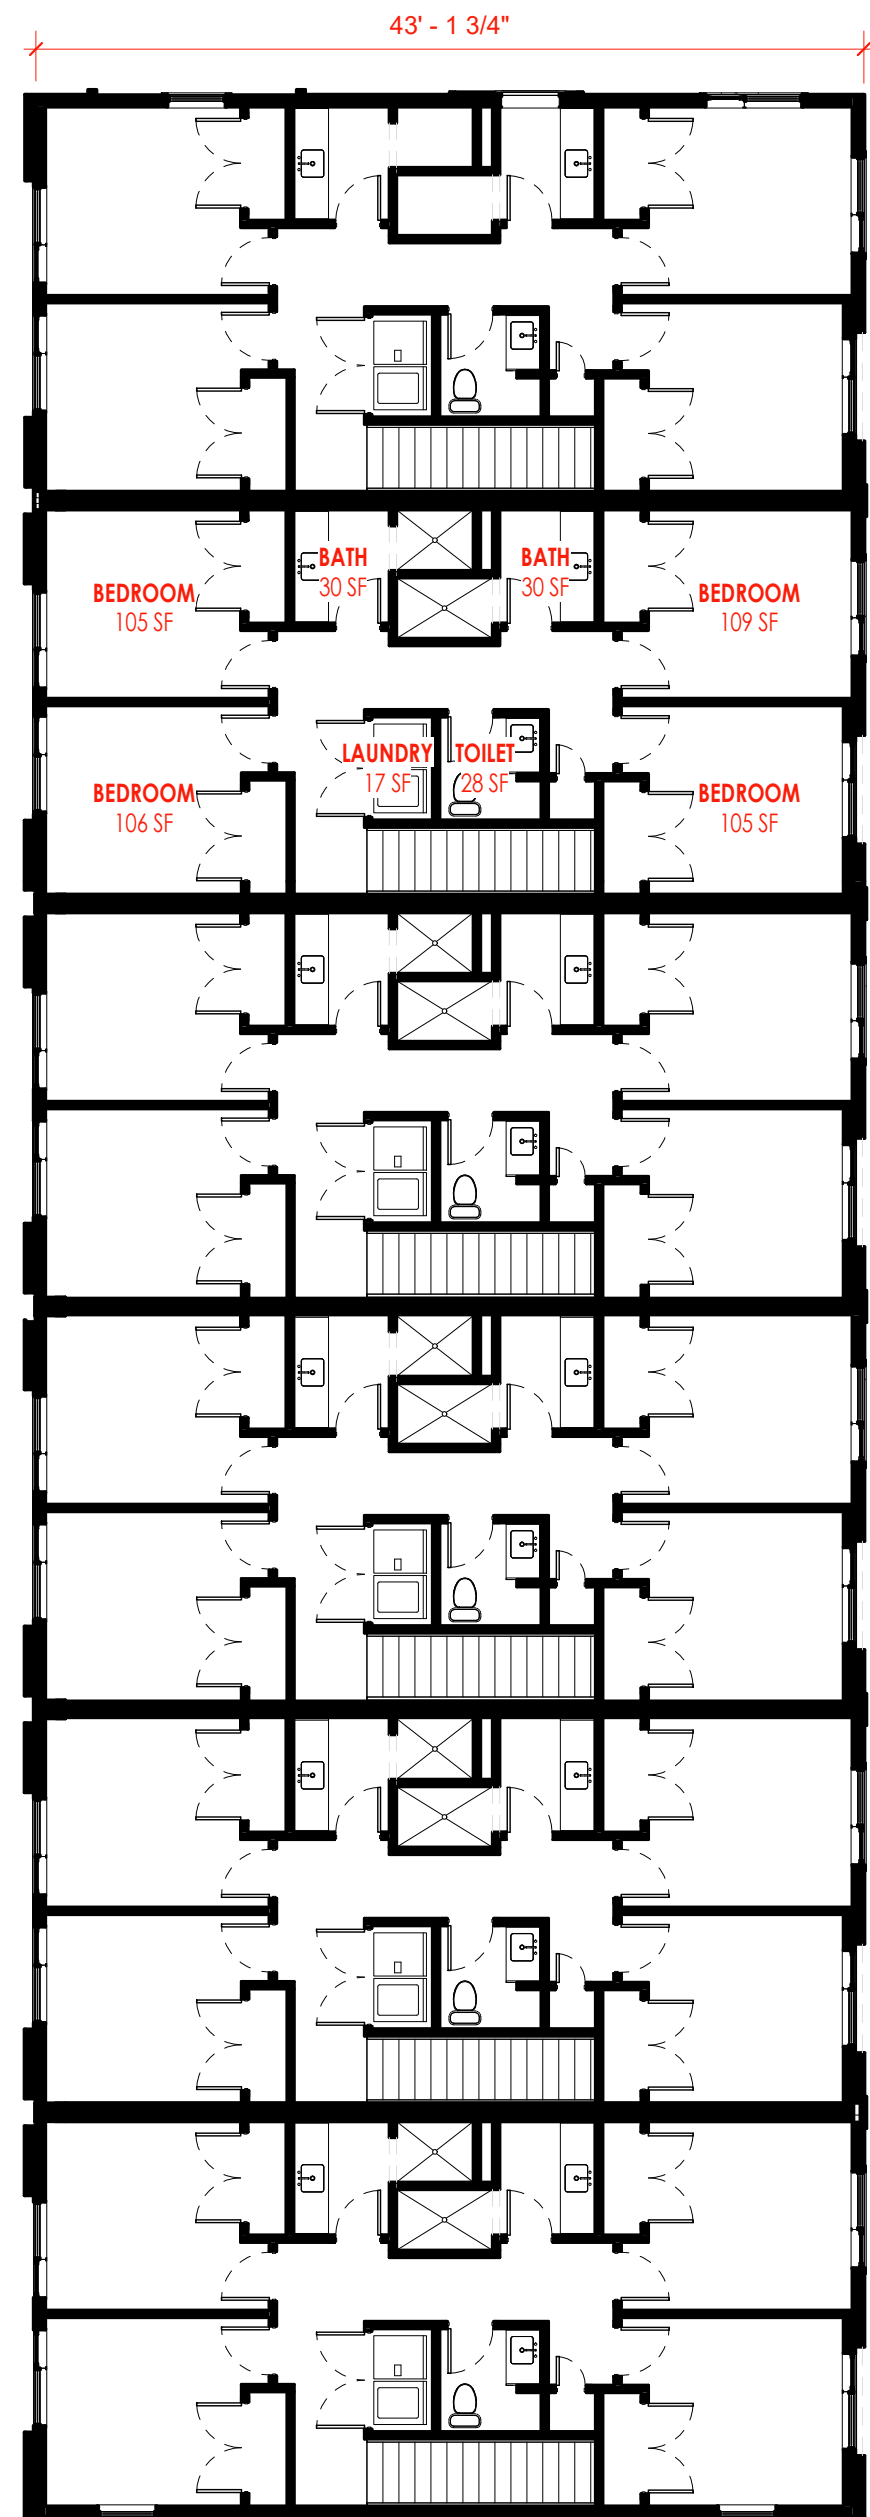 43' - 1 3/4"
BATH
30 SF
BATH
30 SF
BEDROOM
105 SF
BEDROOM
109 SF
LAUNDRY
17 SF
TOILET
28 SF
BEDROOM
106 SF
BEDROOM
105 SF